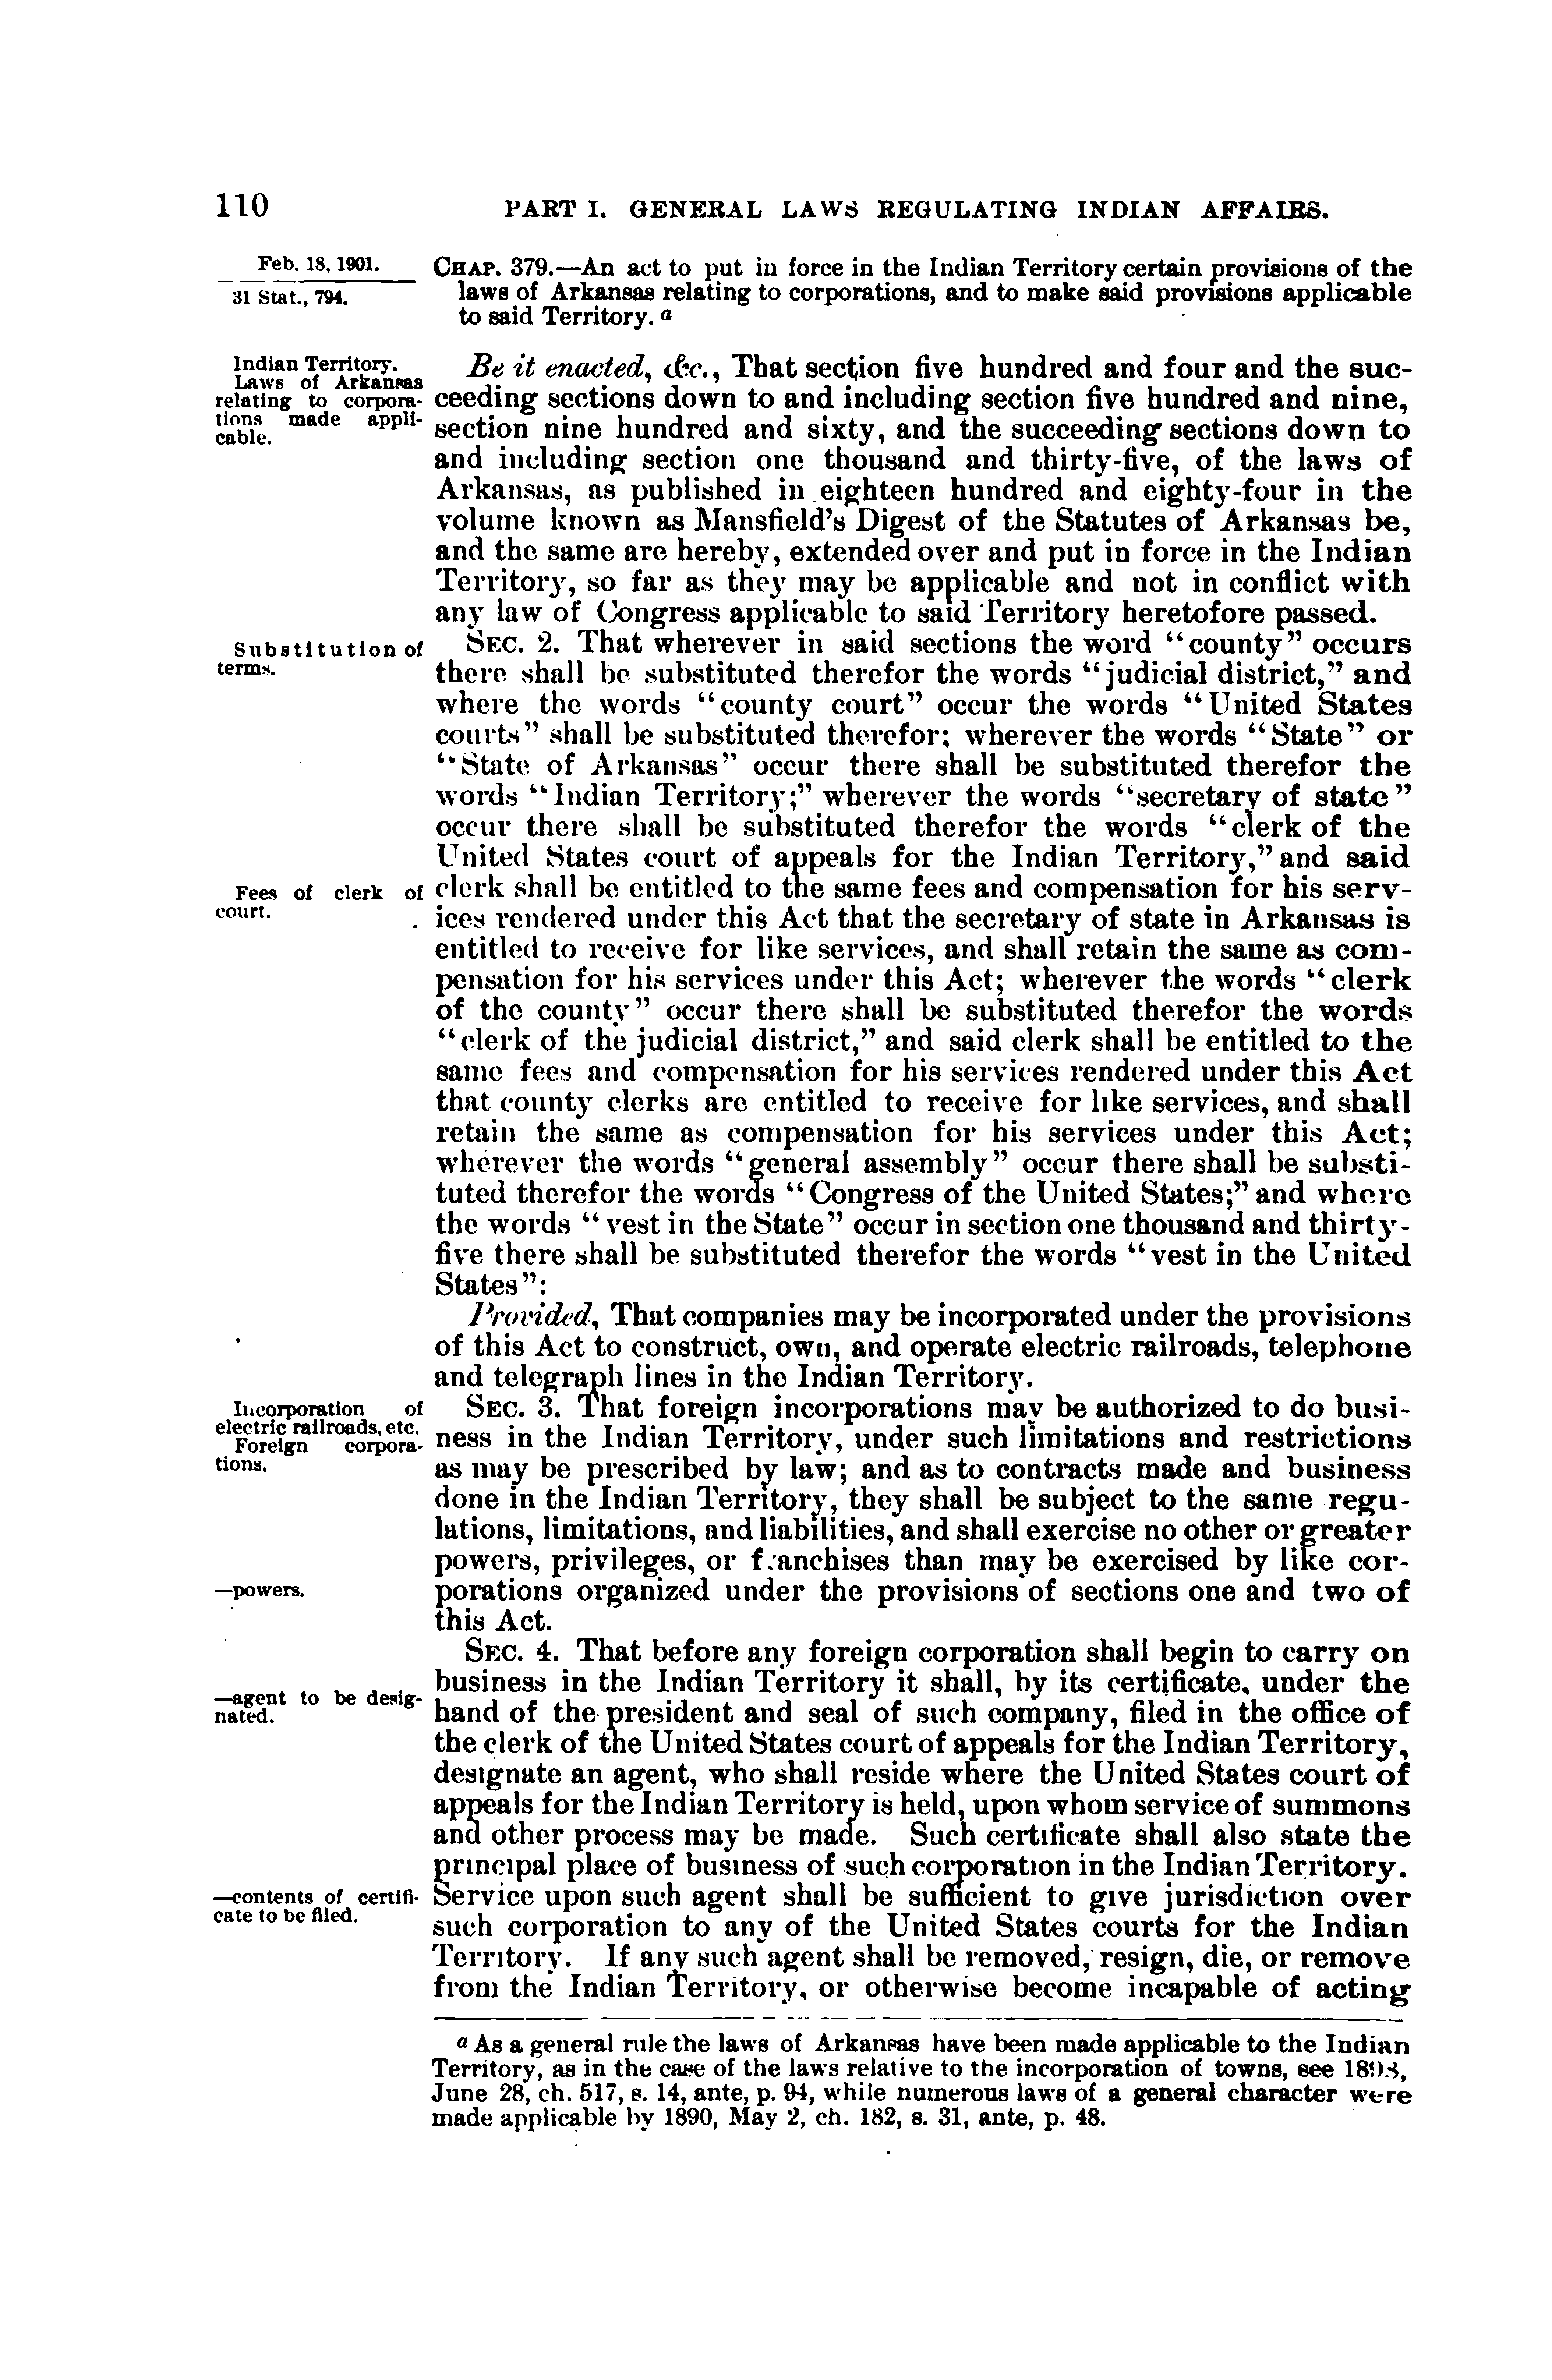 110
PART I. GENERAL LAWS REGULATING INDIAN AFFAIRS.
Feb. 18, 1901.
31 Stat., 794.
CHAP. 379.—An act to put in force in the Indian Territory certain provisions of the
laws of Arkansas relating to corporations, and to make said provisions applicable
to said Territory. a
Indian Territory.
Laws of Arkansas
relating to corpora-
tions made appli-
cable.
Be it enacted, &c., That section five hundred and four and the suc-
ceeding sections down to and including section five hundred and nine,
section nine hundred and sixty, and the succeeding sections down to
and including section one thousand and thirty-five, of the laws of
Arkansas, as published in eighteen hundred and eighty-four in the
volume known as Mansfield's Digest of the Statutes of Arkansas be,
and the same are hereby, extended over and put in force in the Indian
Territory, so far as they may be applicable and not in conflict with
any law of Congress applicable to said Territory heretofore passed.
Substitution of
terms.
SEC. 2. That wherever in said sections the word "county" occurs
there shall be substituted therefor the words "judicial district," and
where the words "county court" occur the words "United States
courts" shall be substituted therefor; wherever the words "State" or
"State of Arkansas" occur there shall be substituted therefor the
words "Indian Territory;" wherever the words "secretary of state"
occur there shall be substituted therefor the words "clerk of the
United States court of appeals for the Indian Territory," and said
Fees of clerk of
court.
clerk shall be entitled to the same fees and compensation for his serv-
ices rendered under this Act that the secretary of state in Arkansas is
entitled to receive for like services, and shall retain the same as com-
pensation for his services under this Act; wherever the words "clerk
of the county" occur there shall be substituted therefor the words
"clerk of the judicial district," and said clerk shall be entitled to the
same fees and compensation for his services rendered under this Act
that county clerks are entitled to receive for like services, and shall
retain the same as compensation for his services under this Act;
wherever the words "general assembly" occur there shall be substi-
tuted therefor the words "Congress of the United States;" and where
the words "vest in the State" occur in section one thousand and thirty-
five there shall be substituted therefor the words "vest in the United
States":
Provided, That companies may be incorporated under the provisions
of this Act to construct, own, and operate electric railroads, telephone
and telegraph lines in the Indian Territory.
Incorporation of
electric railroads, etc.
Foreign corpora-
tions.
SEC. 3. That foreign incorporations may be authorized to do busi-
ness in the Indian Territory, under such limitations and restrictions
as may be prescribed by law; and as to contracts made and business
done in the Indian Territory, they shall be subject to the same regu-
lations, limitations, and liabilities, and shall exercise no other or greater
powers, privileges, or franchises than may be exercised by like cor-
—powers.
porations organized under the provisions of sections one and two of
this Act.
SEC. 4. That before any foreign corporation shall begin to carry on
business in the Indian Territory it shall, by its certificate, under the
—agent to be desig-
nated.
hand of the president and seal of such company, filed in the office of
the clerk of the United States court of appeals for the Indian Territory,
designate an agent, who shall reside where the United States court of
appeals for the Indian Territory is held, upon whom service of summons
and other process may be made. Such certificate shall also state the
principal place of business of such corporation in the Indian Territory.
—contents of certifi-
cate to be filed.
Service upon such agent shall be sufficient to give jurisdiction over
such corporation to any of the United States courts for the Indian
Territory. If any such agent shall be removed, resign, die, or remove
from the Indian Territory, or otherwise become incapable of acting
a As a general rule the laws of Arkansas have been made applicable to the Indian
Territory, as in the case of the laws relative to the incorporation of towns, see 1898,
June 28, ch. 517, s. 14, ante, p. 94, while numerous laws of a general character were
made applicable by 1890, May 2, ch. 182, s. 31, ante, p. 48.